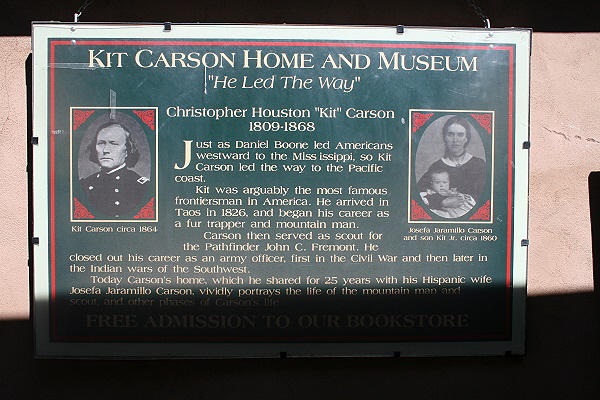 KIT CARSON HOME AND MUSEUM
"He Led The Way"
Christopher Houston "Kit" Carson
1809-1868
Just as Daniel Boone led Americans
westward to the Miss issippi, so Kit
Carson led the way to the Pacific
coast.
Kit was arguably the most famous
frontiersman in America. He arrived in
Taos in 1826, and began his career as
a fur trapper and mountain man.
Carson then served as scout for
the Pathfinder John C. Fremont. He
closed out his career as an army officer, first in the Civil War and then later in
the Indian wars of the Southwest.
Today Carson's home, which he shared for 25 years with his Hispanic wife
Josefa Jaramillo Carson, vividly portrays the life of the mountain man and
scout, and other phases of Carson's life
FREE ADMISSION TO OUR BOOKSTORE
Kit Carson circa 1864
Josefa Jaramillo Carson
and son Kit Jr. circa 1860